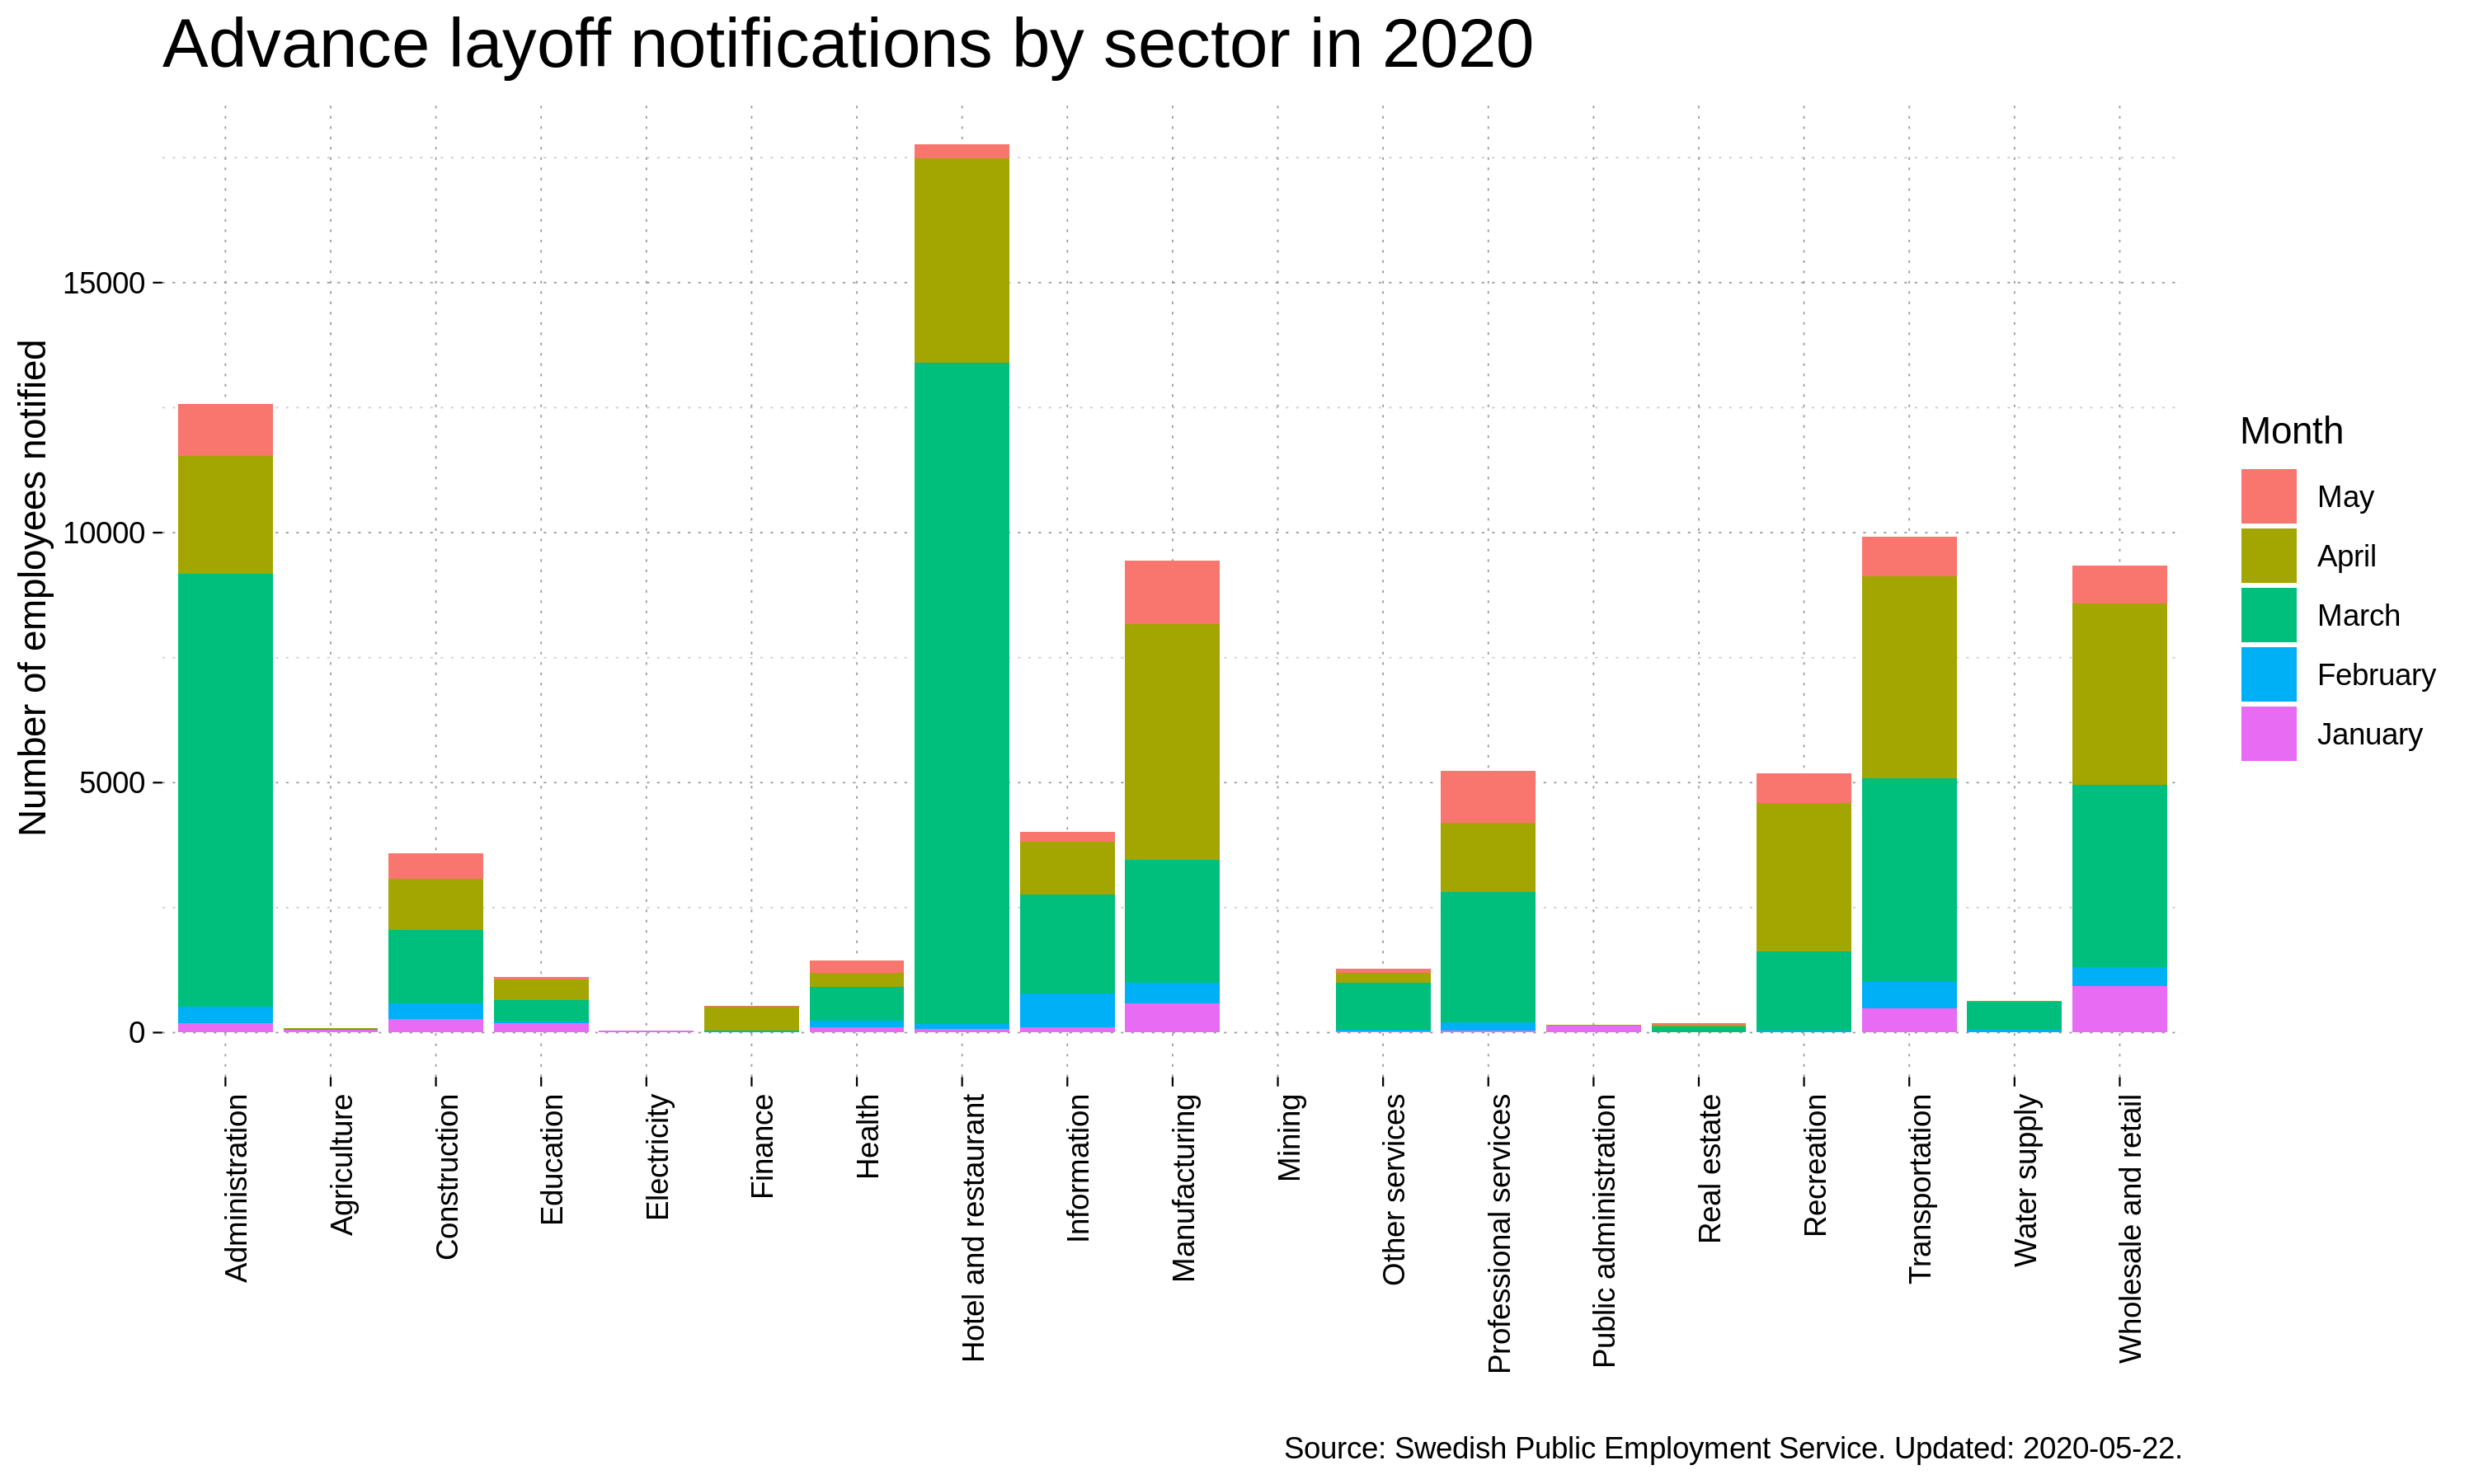 Advance layoff notifications by sector in 2020
Number of employees notified
15000
10000
5000
0
Administration
Agriculture
Construction
Education
Electricity
Finance
Health
Hotel and restaurant
Information
Manufacturing
Mining
Other services
Professional services
Public administration
Real estate
Recreation
Transportation
Water supply
Wholesale and retail
Month
May
April
March
February
January
Source: Swedish Public Employment Service. Updated: 2020-05-22.